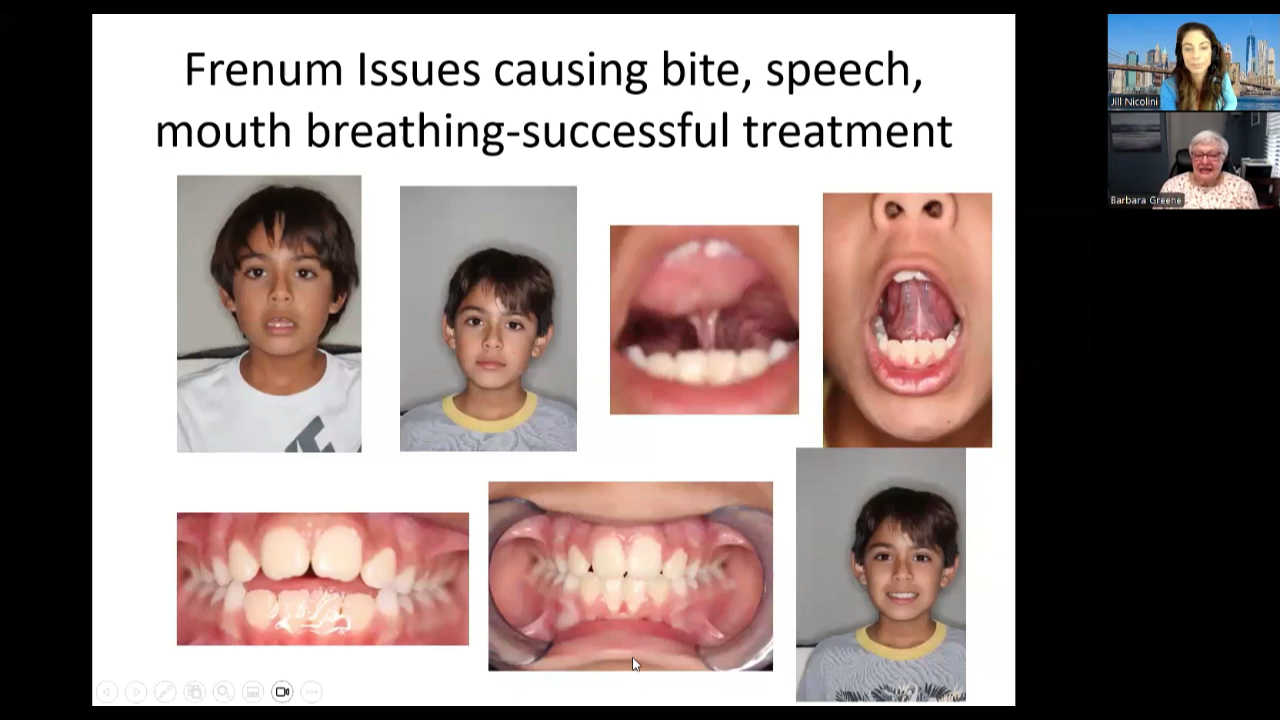 Frenum Issues causing bite, speech,
mouth breathing-successful treatment
Jill Nicolini
Barbara Greene